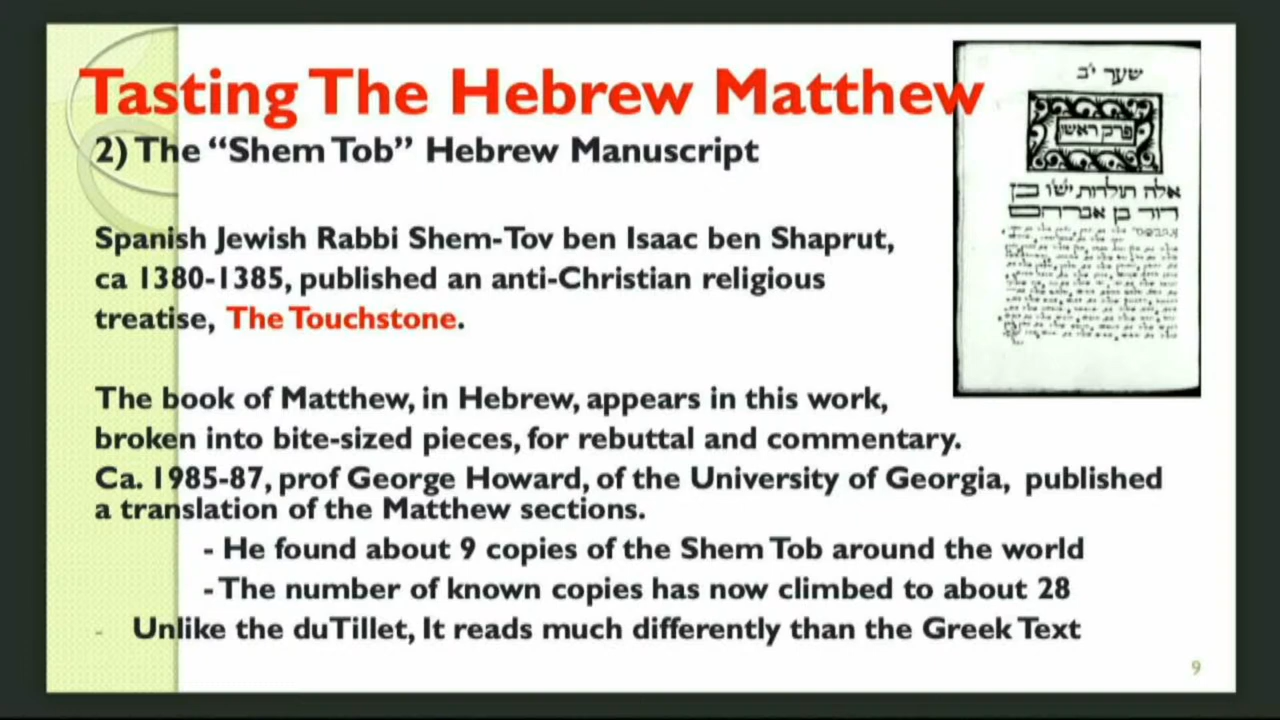 Tasting The Hebrew Matthew
2) The “Shem Tob” Hebrew Manuscript
Spanish Jewish Rabbi Shem-Tov ben Isaac ben Shaprut,
ca 1380-1385, published an anti-Christian religious
treatise, The Touchstone.
The book of Matthew, in Hebrew, appears in this work,
broken into bite-sized pieces, for rebuttal and commentary.
Ca. 1985-87, prof George Howard, of the University of Georgia, published
a translation of the Matthew sections.
- He found about 9 copies of the Shem Tob around the world
- The number of known copies has now climbed to about 28
- Unlike the duTillet, It reads much differently than the Greek Text
9
שער י״ב
פרק ראשון
אלה תולדות יש״ו בן
דוד בן אברהם